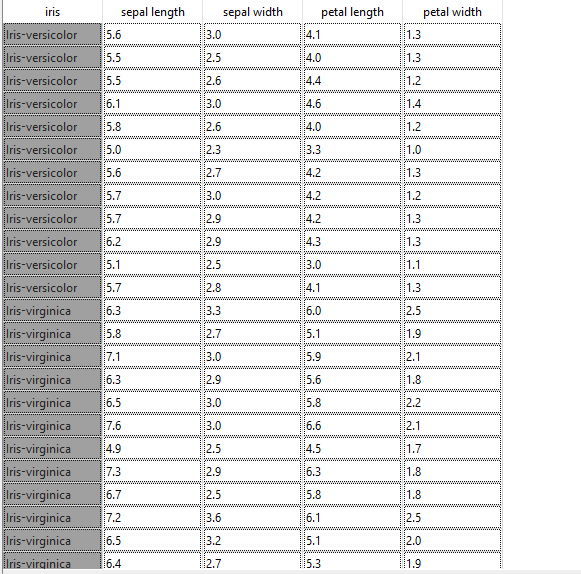 iris sepal length sepal width petal length petal width
Iris-versicolor 5.6 3.0 4.1 1.3
Iris-versicolor 5.5 2.5 4.0 1.3
Iris-versicolor 5.5 2.6 4.4 1.2
Iris-versicolor 6.1 3.0 4.6 1.4
Iris-versicolor 5.8 2.6 4.0 1.2
Iris-versicolor 5.0 2.3 3.3 1.0
Iris-versicolor 5.6 2.7 4.2 1.3
Iris-versicolor 5.7 3.0 4.2 1.2
Iris-versicolor 5.7 2.9 4.2 1.3
Iris-versicolor 6.2 2.9 4.3 1.3
Iris-versicolor 5.1 2.5 3.0 1.1
Iris-versicolor 5.7 2.8 4.1 1.3
Iris-virginica 6.3 3.3 6.0 2.5
Iris-virginica 5.8 2.7 5.1 1.9
Iris-virginica 7.1 3.0 5.9 2.1
Iris-virginica 6.3 2.9 5.6 1.8
Iris-virginica 6.5 3.0 5.8 2.2
Iris-virginica 7.6 3.0 6.6 2.1
Iris-virginica 4.9 2.5 4.5 1.7
Iris-virginica 7.3 2.9 6.3 1.8
Iris-virginica 6.7 2.5 5.8 1.8
Iris-virginica 7.2 3.6 6.1 2.5
Iris-virginica 6.5 3.2 5.1 2.0
Iris-virginica 6.4 2.7 5.3 1.9